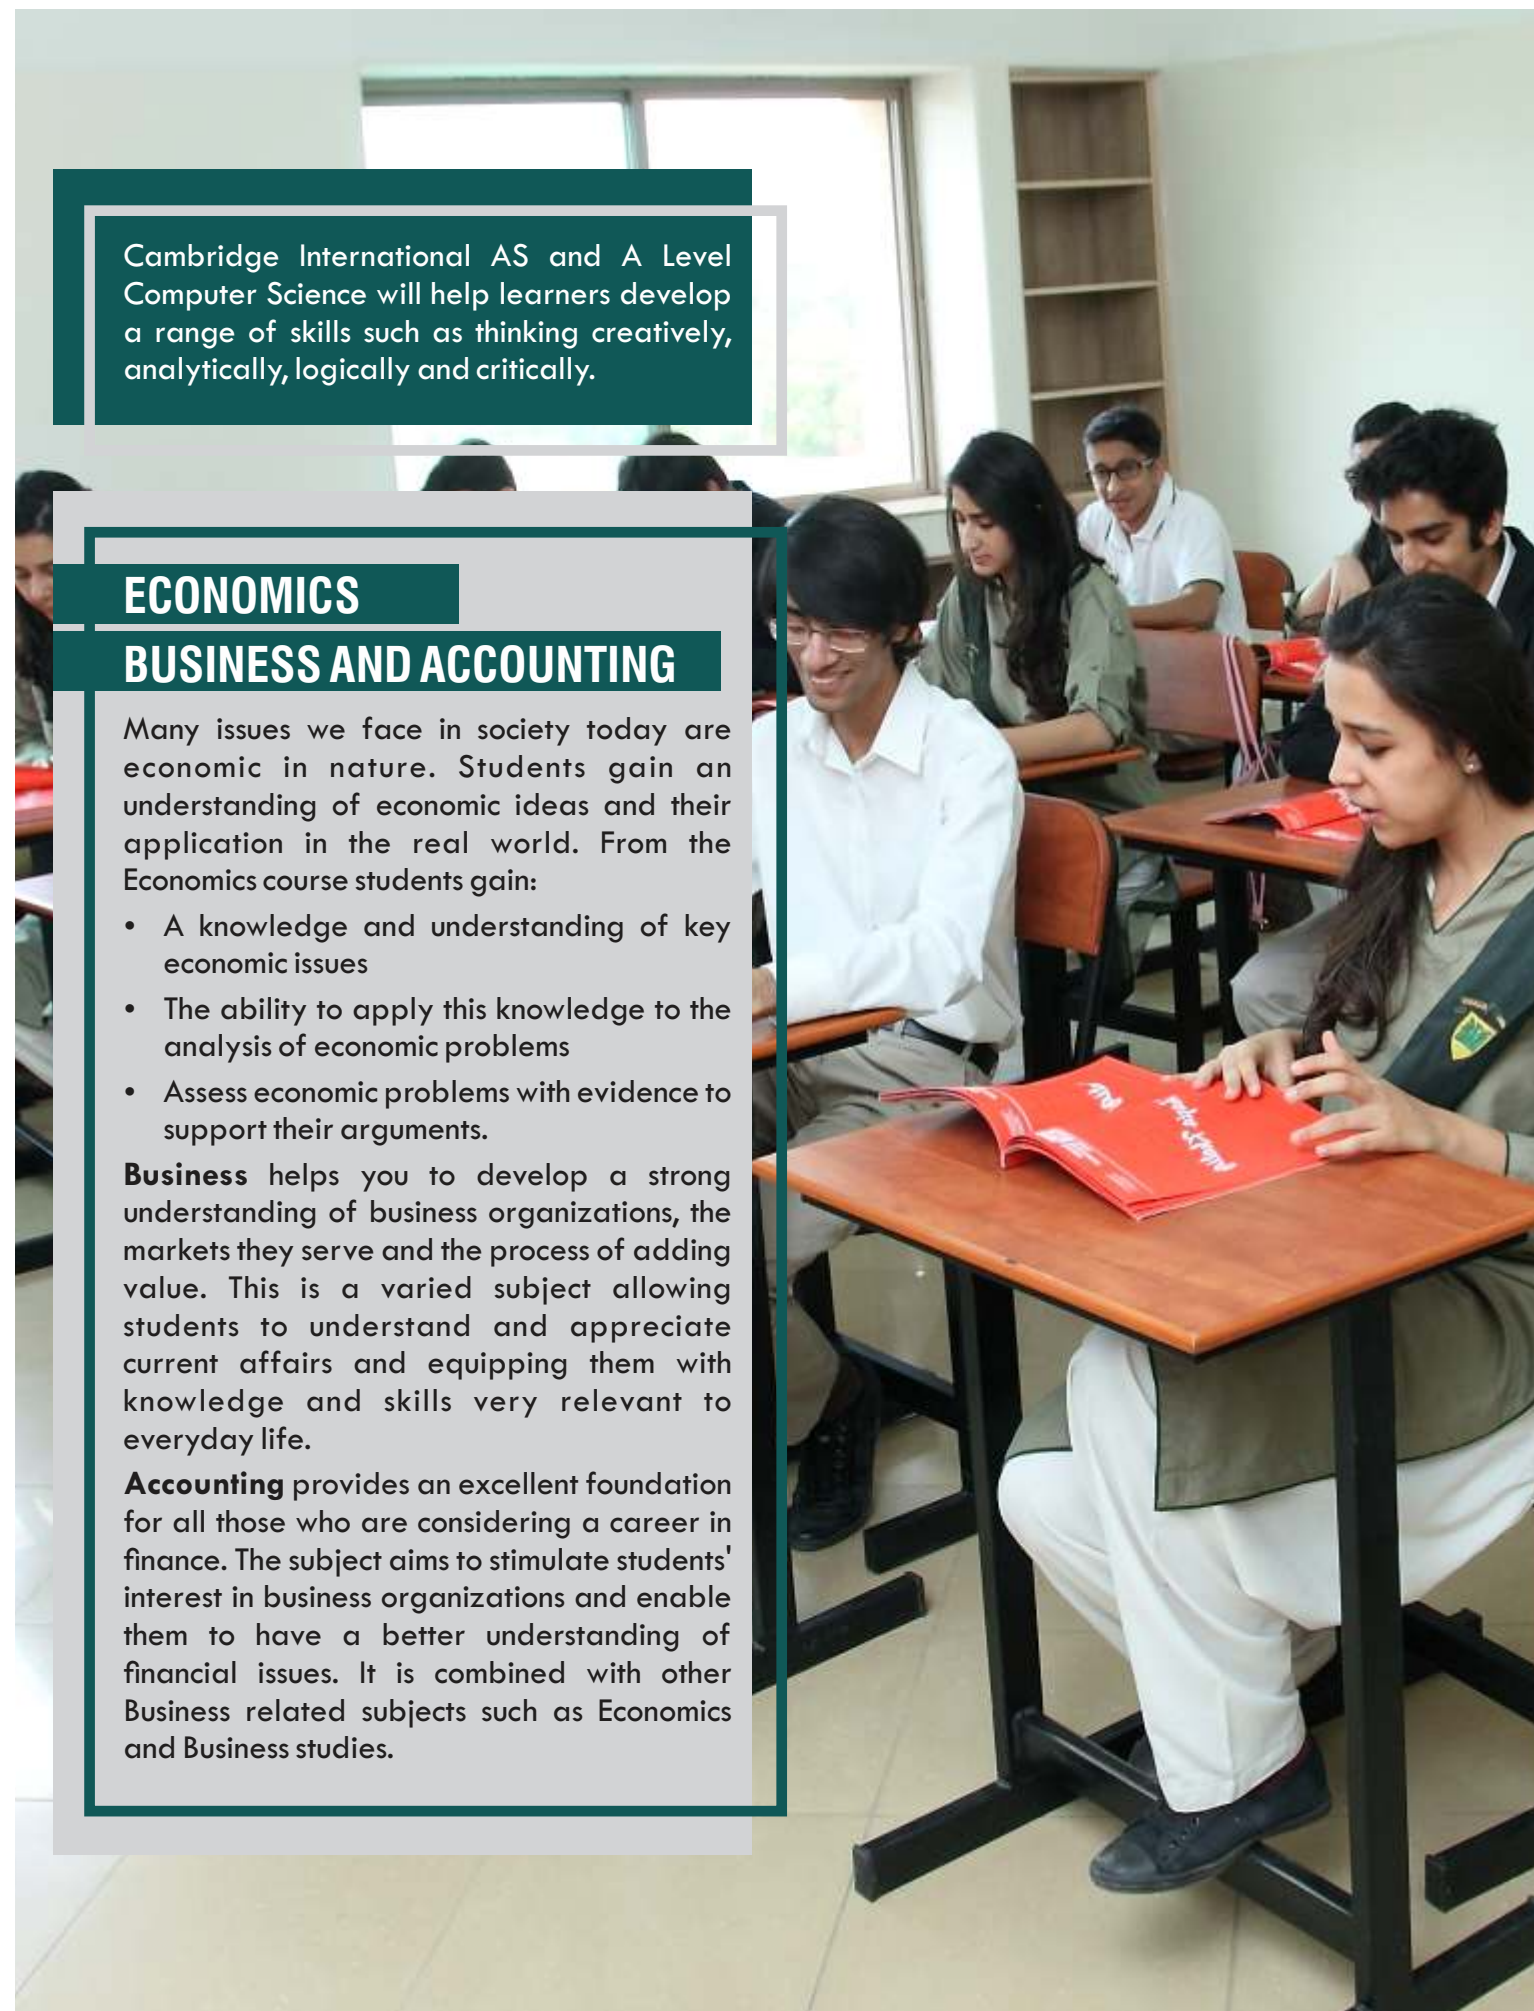 Cambridge International AS and A Level
Computer Science will help learners develop
a range of skills such as thinking creatively,
analytically, logically and critically.
ECONOMICS
BUSINESS AND ACCOUNTING
Many issues we face in society today are
economic in nature. Students gain an
understanding of economic ideas and their
application in the real world. From the
Economics course students gain:
• A knowledge and understanding of key
economic issues
• The ability to apply this knowledge to the
analysis of economic problems
• Assess economic problems with evidence to
support their arguments.
Business helps you to develop a strong
understanding of business organizations, the
markets they serve and the process of adding
value. This is a varied subject allowing
students to understand and appreciate
current affairs and equipping them with
knowledge and skills very relevant to
everyday life.
Accounting provides an excellent foundation
for all those who are considering a career in
finance. The subject aims to stimulate students'
interest in business organizations and enable
them to have a better understanding of
financial issues. It is combined with other
Business related subjects such as Economics
and Business studies.